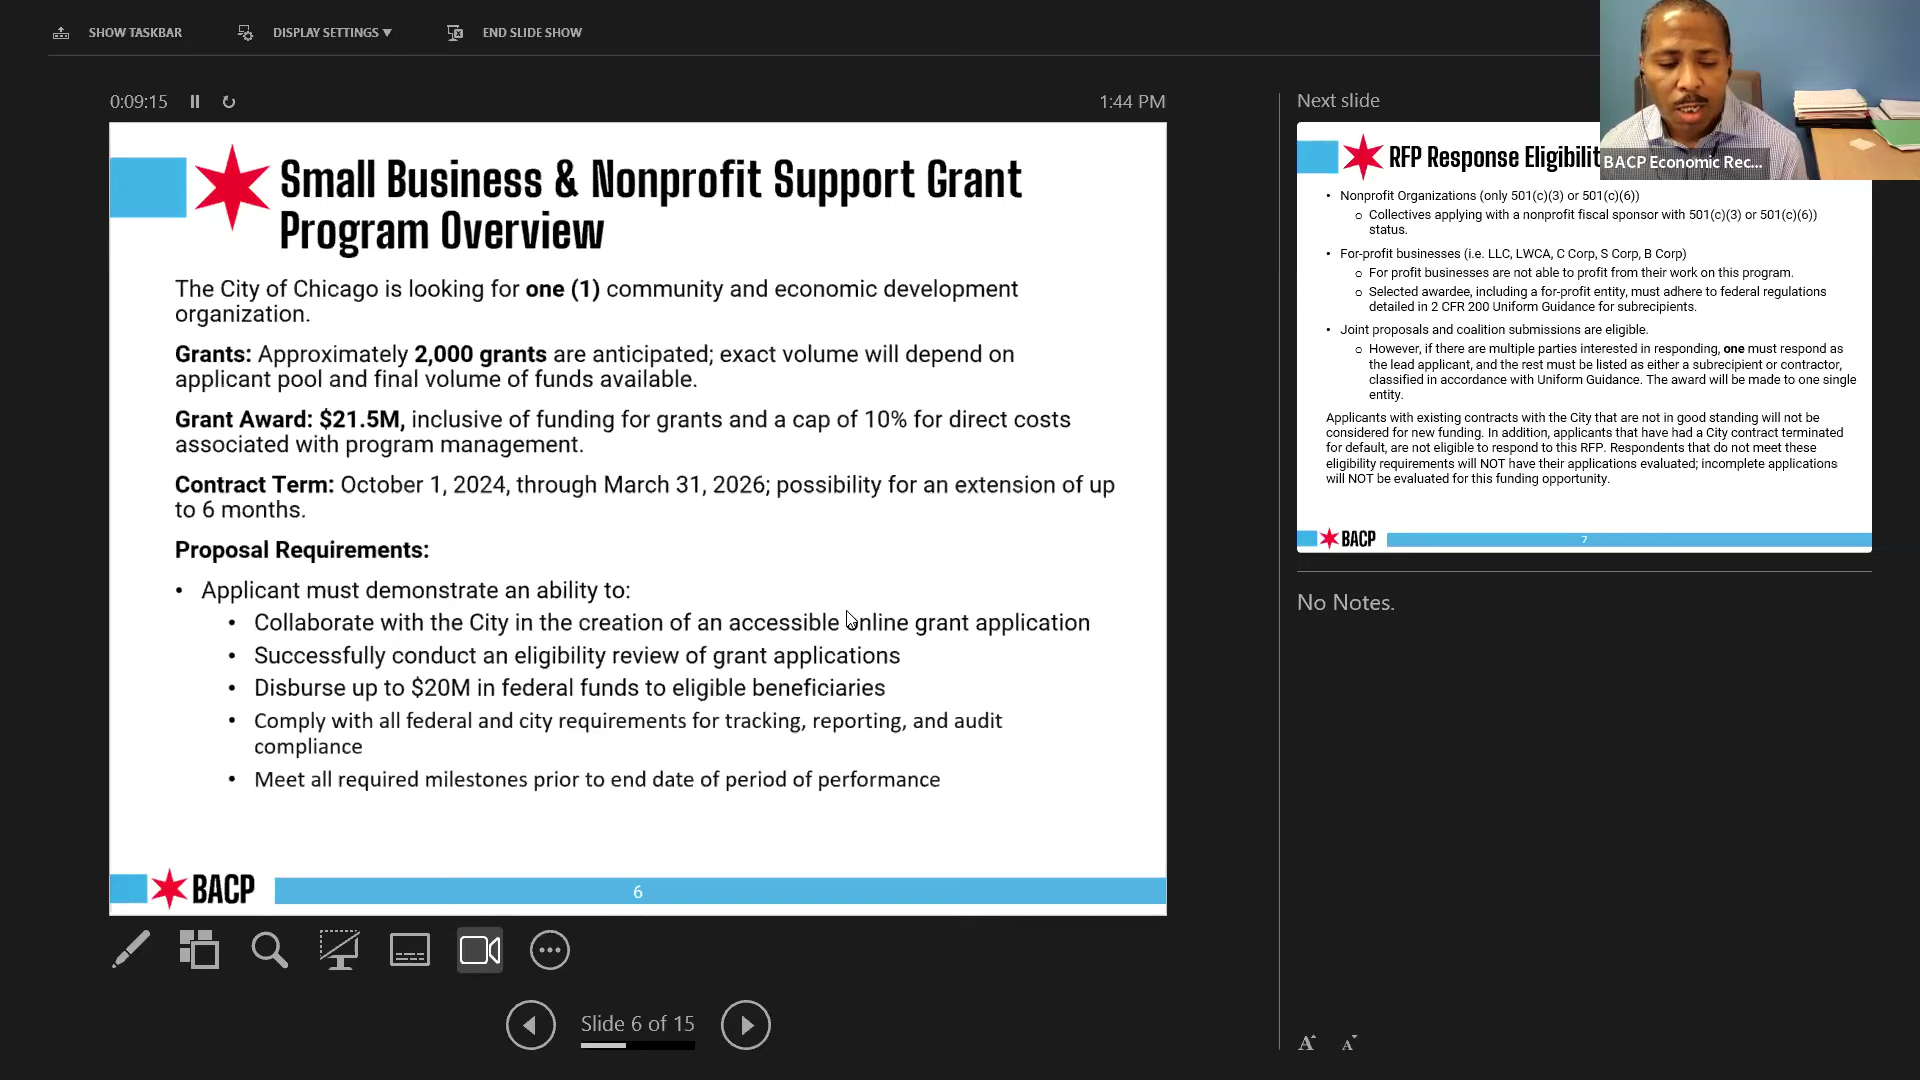 SHOW TASKBAR
DISPLAY SETTINGS ▼
END SLIDE SHOW
0:09:15
1:44 PM
Small Business & Nonprofit Support Grant
Program Overview
The City of Chicago is looking for one (1) community and economic development
organization.
Grants: Approximately 2,000 grants are anticipated; exact volume will depend on
applicant pool and final volume of funds available.
Grant Award: $21.5M, inclusive of funding for grants and a cap of 10% for direct costs
associated with program management.
Contract Term: October 1, 2024, through March 31, 2026; possibility for an extension of up
to 6 months.
Proposal Requirements:
• Applicant must demonstrate an ability to:
• Collaborate with the City in the creation of an accessible online grant application
• Successfully conduct an eligibility review of grant applications
• Disburse up to $20M in federal funds to eligible beneficiaries
• Comply with all federal and city requirements for tracking, reporting, and audit
compliance
• Meet all required milestones prior to end date of period of performance
BACP
6
Slide 6 of 15
Next slide
BACP Economic Rec...
RFP Response Eligibilit
• Nonprofit Organizations (only 501(c)(3) or 501(c)(6))
o Collectives applying with a nonprofit fiscal sponsor with 501(c)(3) or 501(c)(6))
status.
• For-profit businesses (i.e. LLC, LWCA, C Corp, S Corp, B Corp)
o For profit businesses are not able to profit from their work on this program.
o Selected awardee, including a for-profit entity, must adhere to federal regulations
detailed in 2 CFR 200 Uniform Guidance for subrecipients.
• Joint proposals and coalition submissions are eligible.
o However, if there are multiple parties interested in responding, one must respond as
the lead applicant, and the rest must be listed as either a subrecipient or contractor,
classified in accordance with Uniform Guidance. The award will be made to one single
entity.
Applicants with existing contracts with the City that are not in good standing will not be
considered for new funding. In addition, applicants that have had a City contract terminated
for default, are not eligible to respond to this RFP. Respondents that do not meet these
eligibility requirements will NOT have their applications evaluated; incomplete applications
will NOT be evaluated for this funding opportunity.
BACP
7
No Notes.
A A